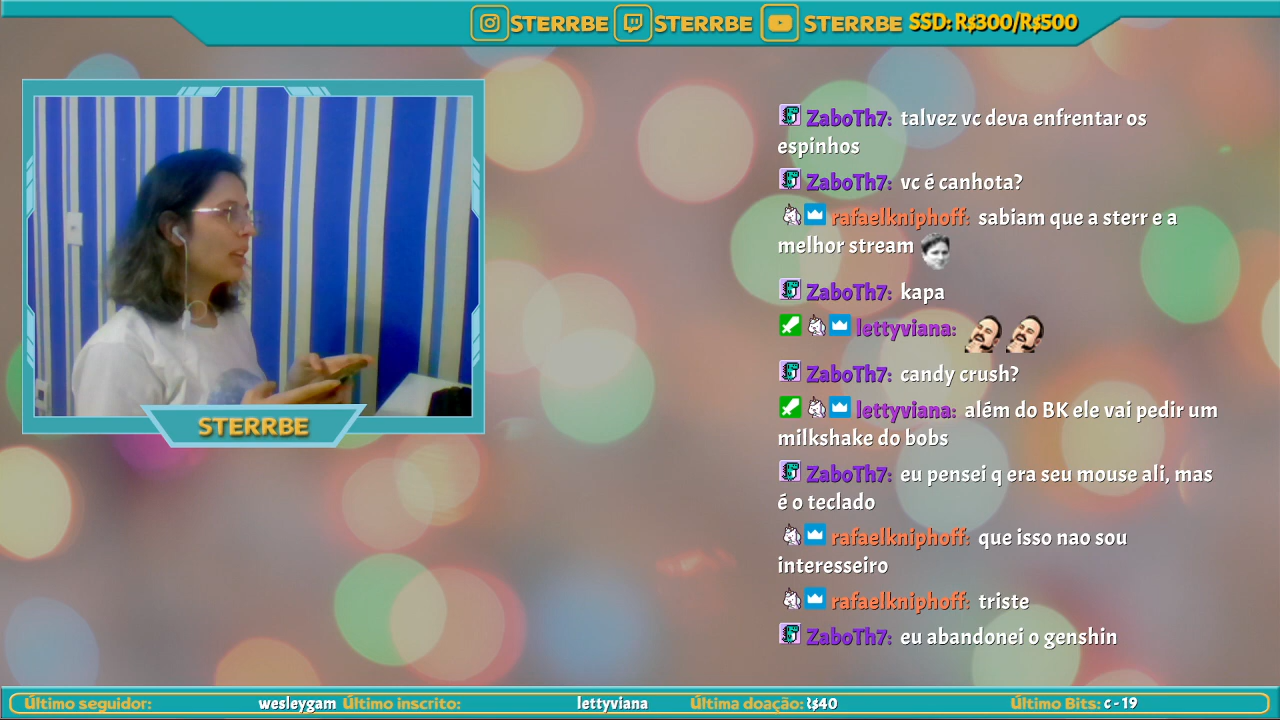 STERRBE STERRBE STERRBE SSD: R$300/R$500
ZaboTh7: talvez vc deva enfrentar os
espinhos
ZaboTh7: vc é canhota?
rafaelkniphoff: sabiam que a sterr e a
melhor stream
ZaboTh7: kapa
lettyviana:
ZaboTh7: candy crush?
lettyviana: além do BK ele vai pedir um
milkshake do bobs
ZaboTh7: eu pensei q era seu mouse ali, mas
é o teclado
rafaelkniphoff: que isso nao sou
interesseiro
rafaelkniphoff: triste
ZaboTh7: eu abandonei o genshin
STERRBE
Último seguidor: wesleygam Último inscrito: lettyviana Última doação: R$40 Último Bits: c - 19